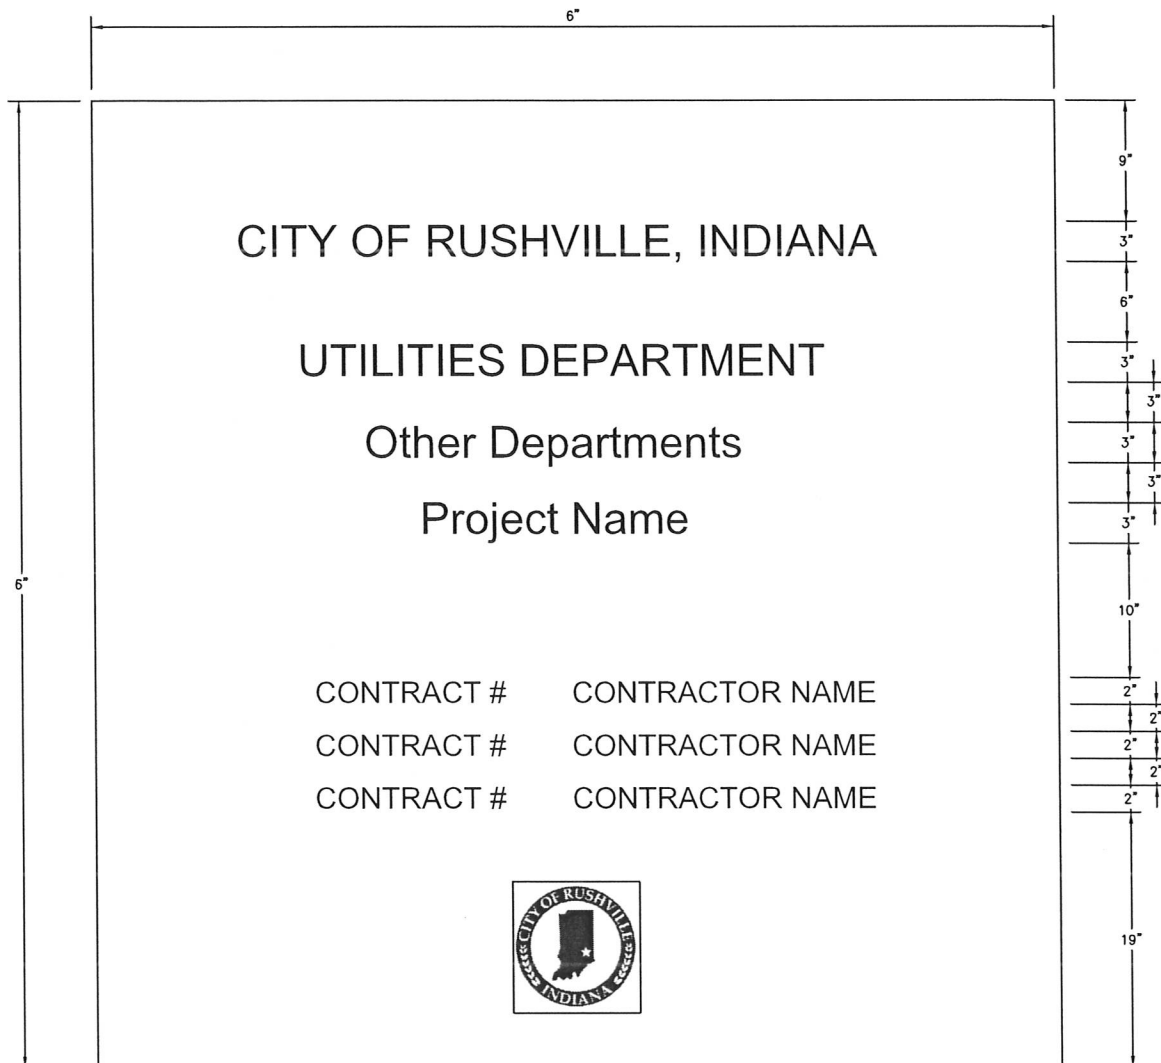 6"
9"
CITY OF RUSHVILLE, INDIANA
3"
6"
UTILITIES DEPARTMENT
3"
3"
Other Departments
3"
3"
Project Name
3"
6"
10"
CONTRACT # CONTRACTOR NAME
2"
2"
CONTRACT # CONTRACTOR NAME
2"
2"
CONTRACT # CONTRACTOR NAME
2"
CITY OF RUSHVILLE
INDIANA
19"